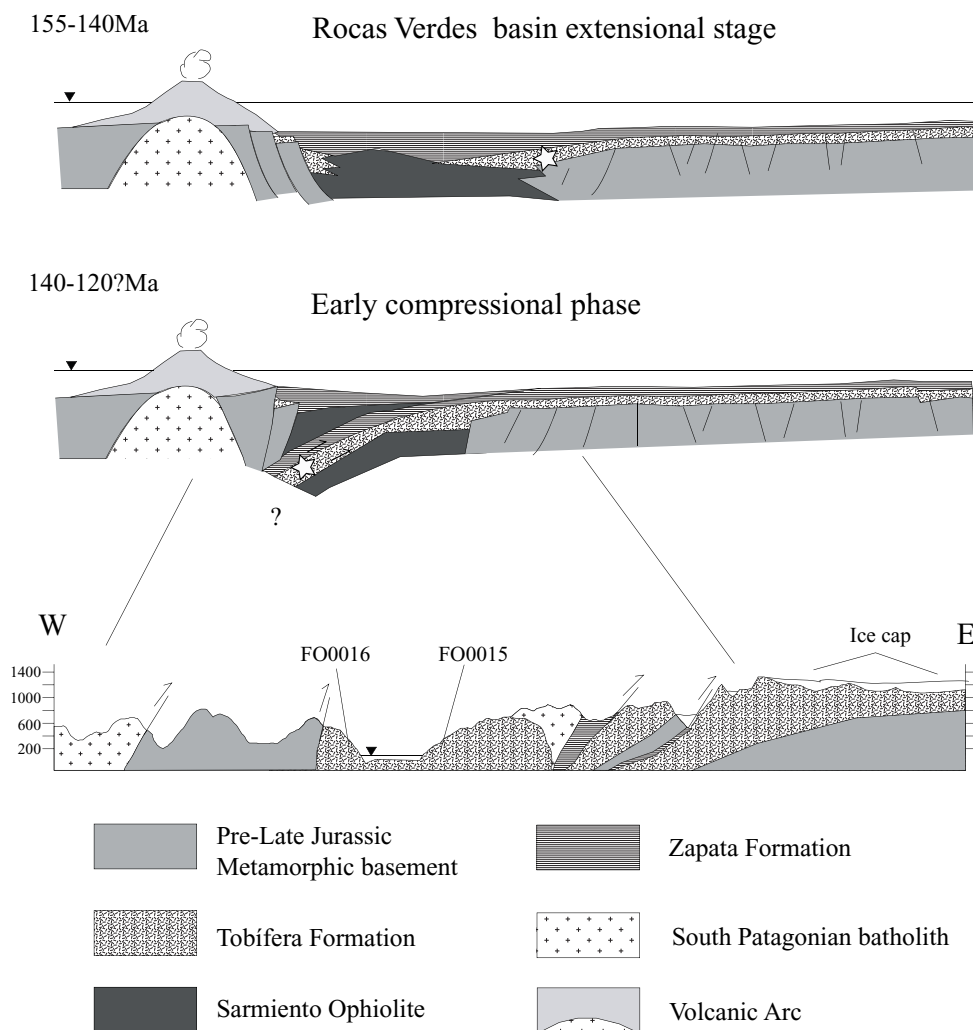 155-140Ma
Rocas Verdes basin extensional stage
140-120?Ma
Early compressional phase
?
W
E
Ice cap
FO0016
FO0015
1400
1000
600
200
Pre-Late Jurassic
Metamorphic basement
Zapata Formation
Tobífera Formation
South Patagonian batholith
Sarmiento Ophiolite
Volcanic Arc